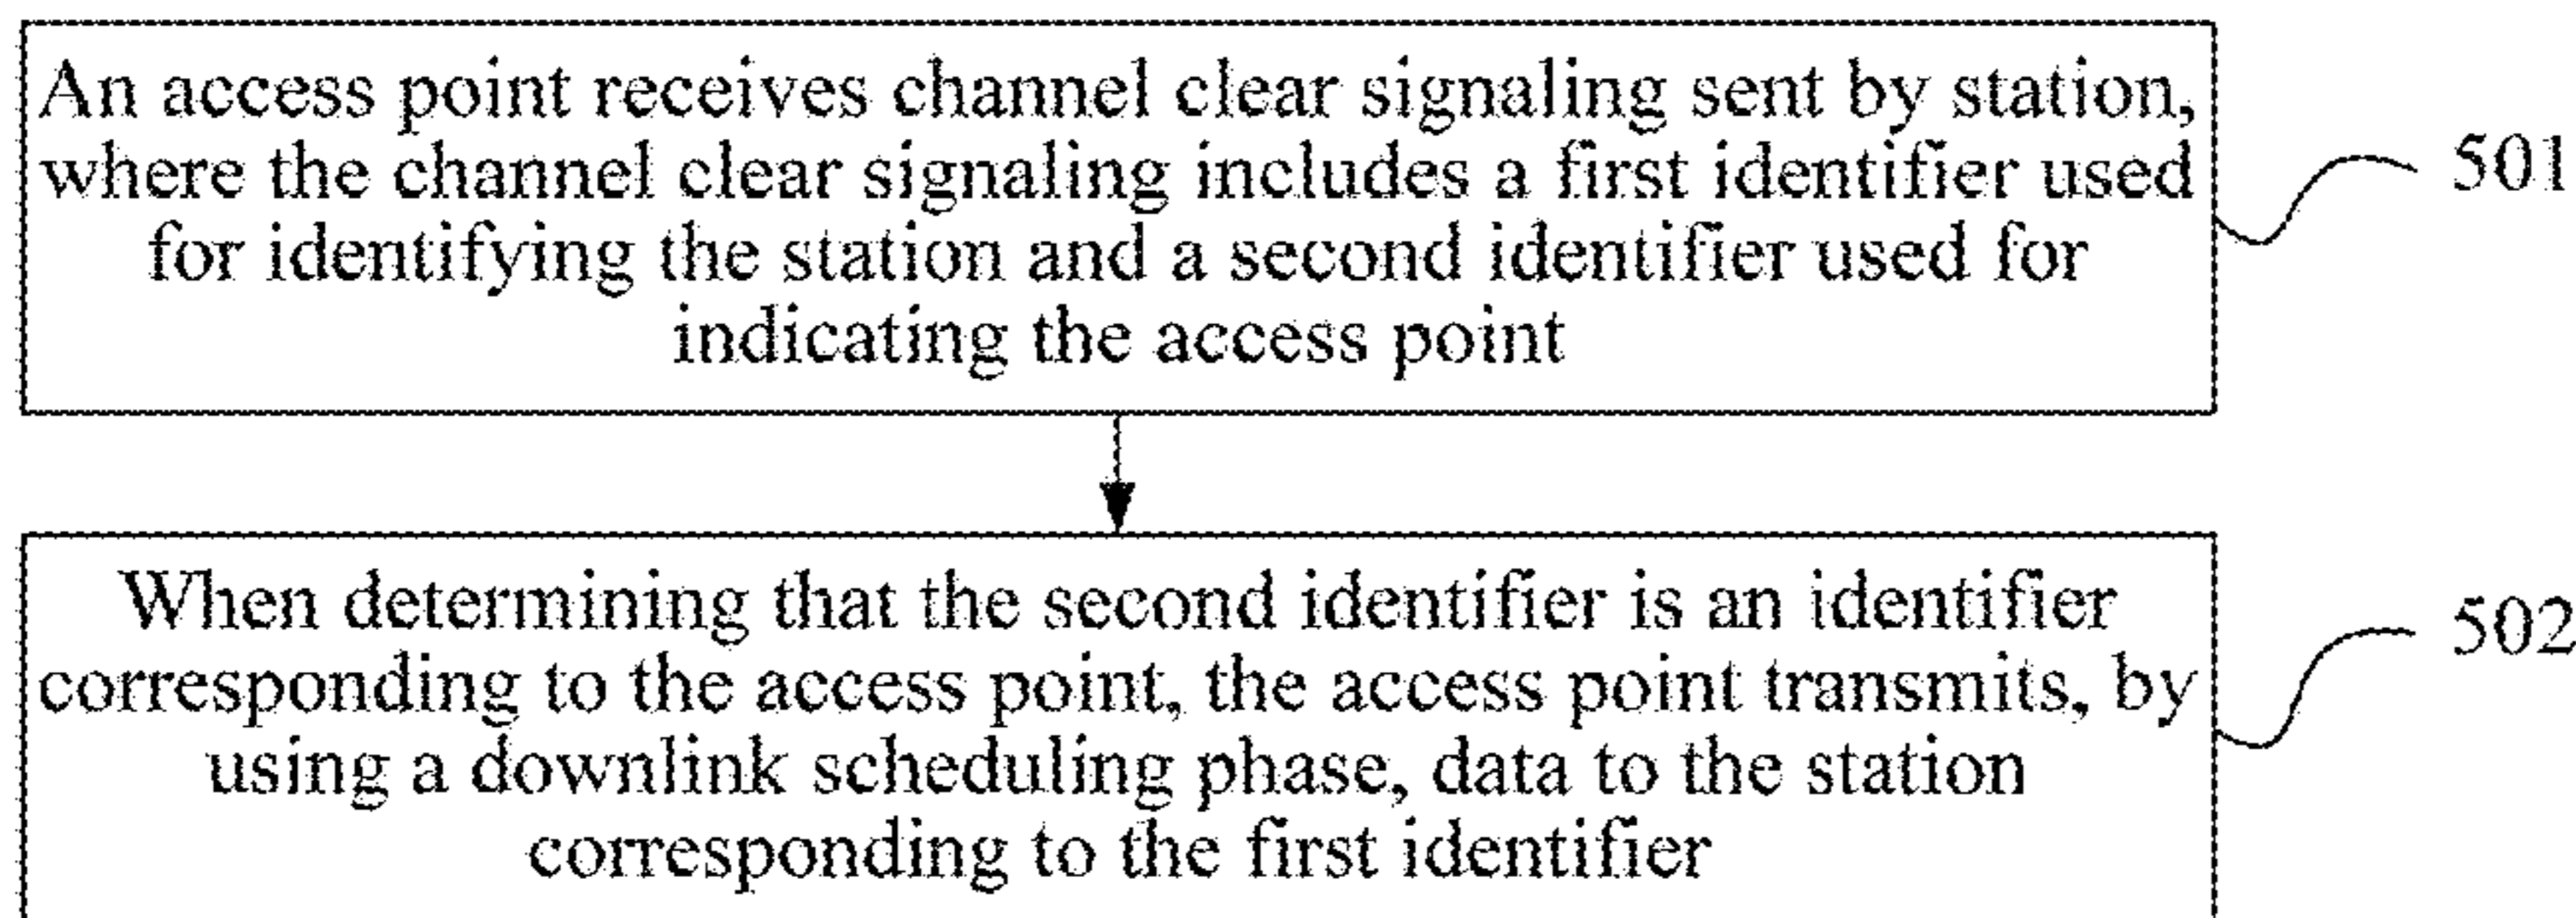 An access point receives channel clear signaling sent by station,
where the channel clear signaling includes a first identifier used
for identifying the station and a second identifier used for
indicating the access point
501
When determining that the second identifier is an identifier
corresponding to the access point, the access point transmits, by
using a downlink scheduling phase, data to the station
corresponding to the first identifier
502